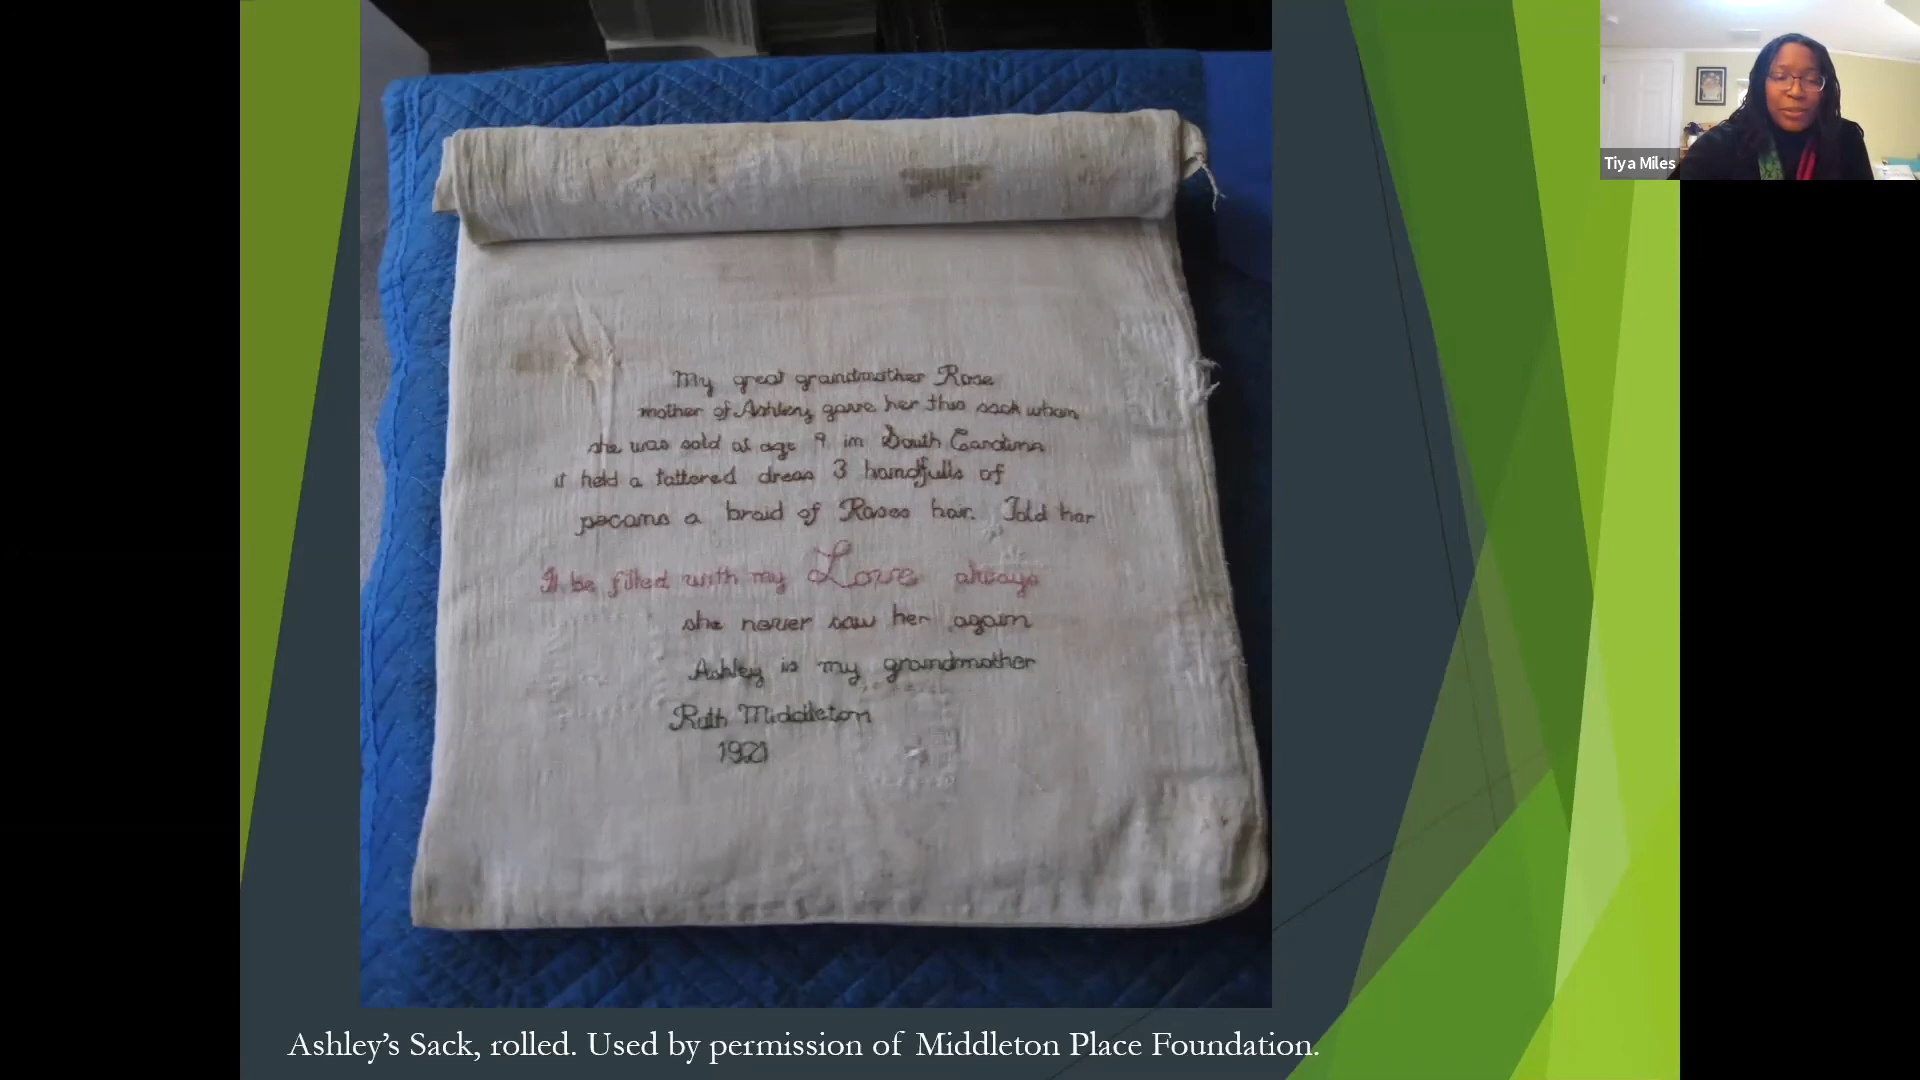 Tiya Miles
My great grandmother Rose
mother of Ashley gave her this sack when
she was sold at age 9 in South Carolina
it held a tattered dress 3 handfulls of
pecans a braid of Roses hair. Told her
It be filled with my Love always
she never saw her again
Ashley is my grandmother
Ruth Middleton
1921
Ashley's Sack, rolled. Used by permission of Middleton Place Foundation.